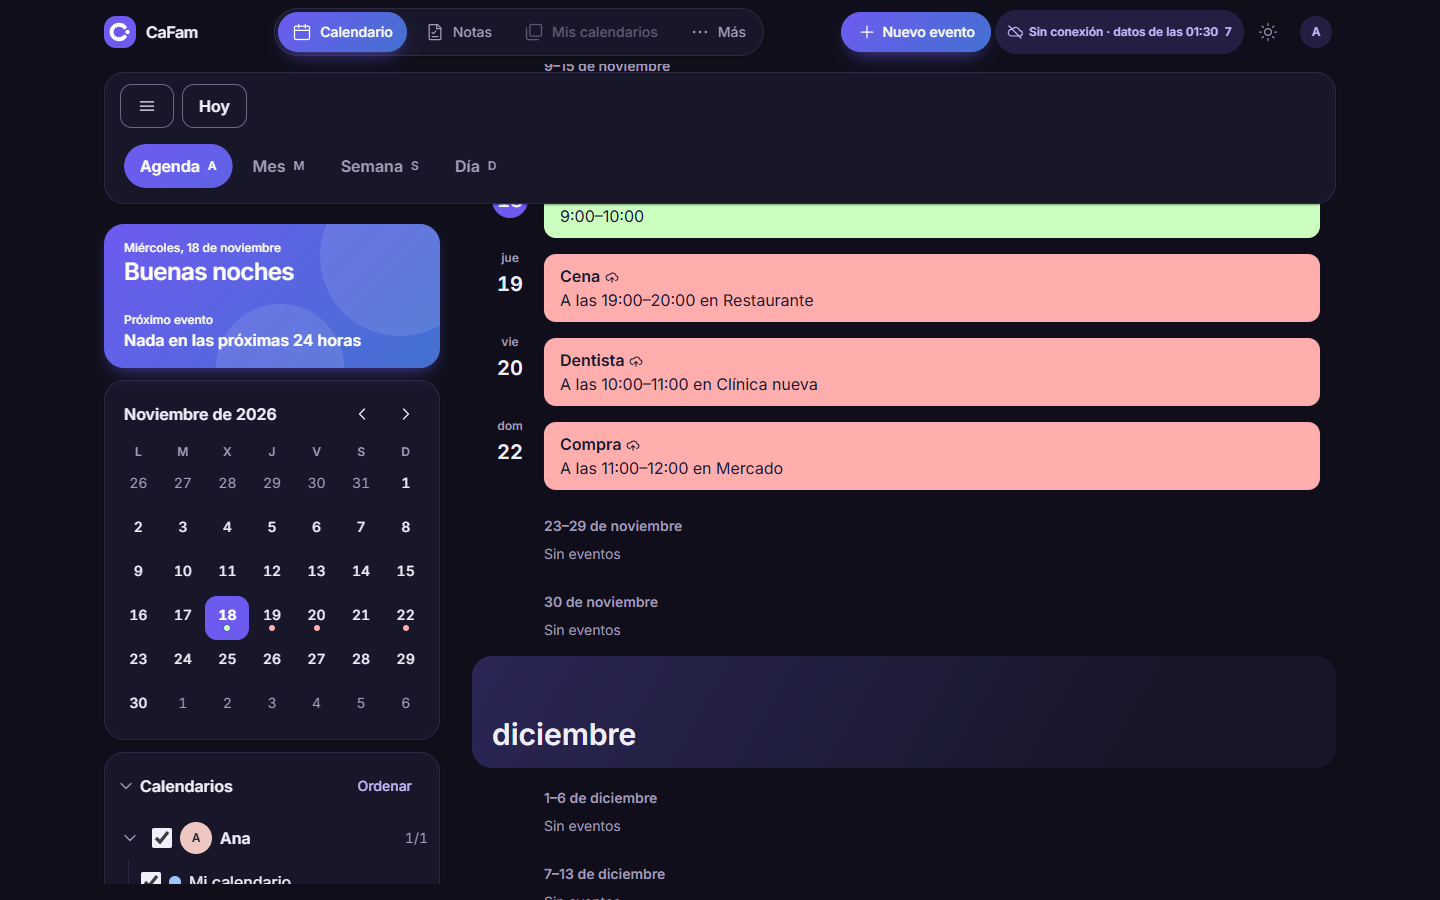 CaFam
Calendario
Notas
Mis calendarios
Más
Nuevo evento
Sin conexión · datos de las 01:30 7
A
9–15 de noviembre
Hoy
Agenda A
Mes M
Semana S
Día D
Miércoles, 18 de noviembre
Buenas noches
Próximo evento
Nada en las próximas 24 horas
Noviembre de 2026
L M X J V S D
26 27 28 29 30 31 1
2 3 4 5 6 7 8
9 10 11 12 13 14 15
16 17 18 19 20 21 22
23 24 25 26 27 28 29
30 1 2 3 4 5 6
Calendarios
Ordenar
A Ana 1/1
Mi calendario
9:00–10:00
jue
19
Cena
A las 19:00–20:00 en Restaurante
vie
20
Dentista
A las 10:00–11:00 en Clínica nueva
dom
22
Compra
A las 11:00–12:00 en Mercado
23–29 de noviembre
Sin eventos
30 de noviembre
Sin eventos
diciembre
1–6 de diciembre
Sin eventos
7–13 de diciembre